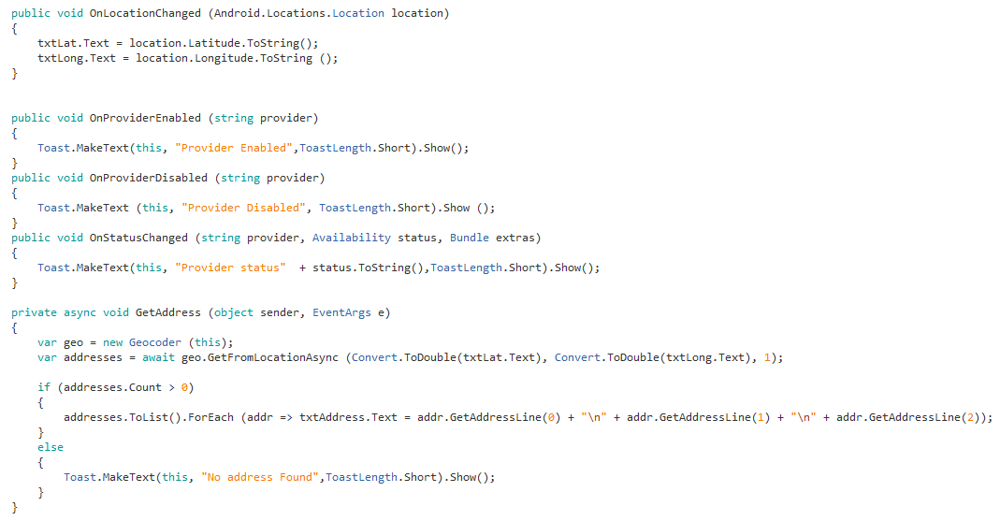 public void OnLocationChanged (Android.Locations.Location location)
{
    txtLat.Text = location.Latitude.ToString();
    txtLong.Text = location.Longitude.ToString ();
}
public void OnProviderEnabled (string provider)
{
    Toast.MakeText(this, "Provider Enabled",ToastLength.Short).Show();
}
public void OnProviderDisabled (string provider)
{
    Toast.MakeText (this, "Provider Disabled", ToastLength.Short).Show ();
}
public void OnStatusChanged (string provider, Availability status, Bundle extras)
{
    Toast.MakeText(this, "Provider status"  + status.ToString(),ToastLength.Short).Show();
}
private async void GetAddress (object sender, EventArgs e)
{
    var geo = new Geocoder (this);
    var addresses = await geo.GetFromLocationAsync (Convert.ToDouble(txtLat.Text), Convert.ToDouble(txtLong.Text), 1);
    if (addresses.Count > 0)
    {
        addresses.ToList().ForEach (addr => txtAddress.Text = addr.GetAddressLine(0) + "\n" + addr.GetAddressLine(1) + "\n" + addr.GetAddressLine(2));
    }
    else
    {
        Toast.MakeText(this, "No address Found",ToastLength.Short).Show();
    }
}